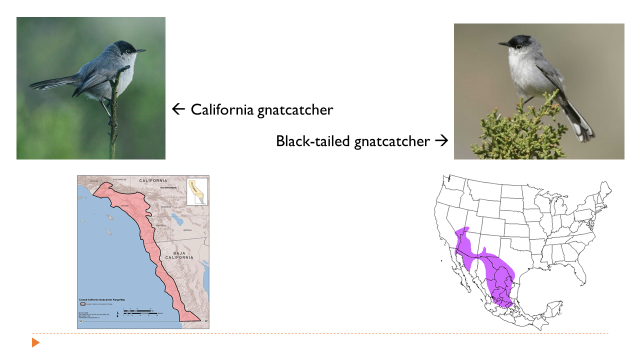 ← California gnatcatcher
Black-tailed gnatcatcher →
CALIFORNIA
BAJA
CALIFORNIA